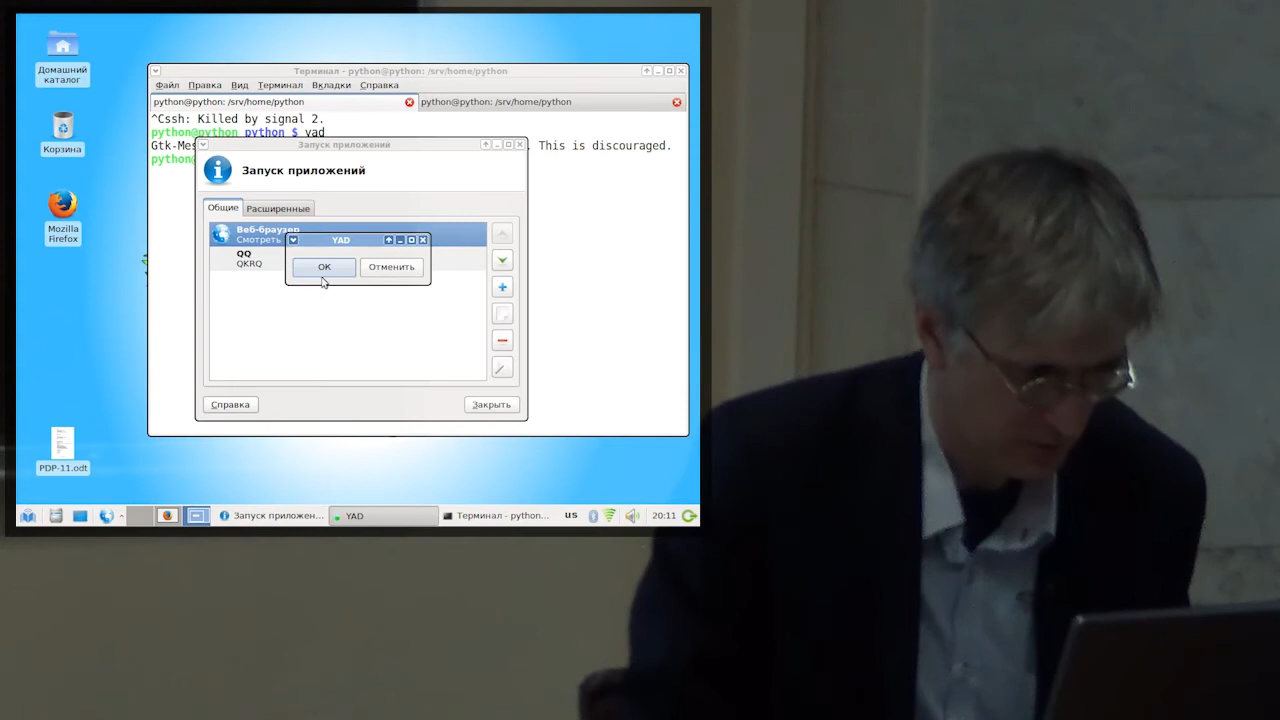 Домашний
каталог
Корзина
Mozilla
Firefox
PDP-11.odt
Терминал - python@python: /srv/home/python
Файл Правка Вид Терминал Вкладки Справка
python@python: /srv/home/python python@python: /srv/home/python
^Cssh: Killed by signal 2.
python@python python $ yad
Gtk-Mes . This is discouraged.
python@
Запуск приложений
Запуск приложений
Общие Расширенные
Веб-браузер
Смотреть
QQ
QKRQ
YAD
OK Отменить
Справка Закрыть
Запуск приложен... YAD Терминал - python... us 20:11